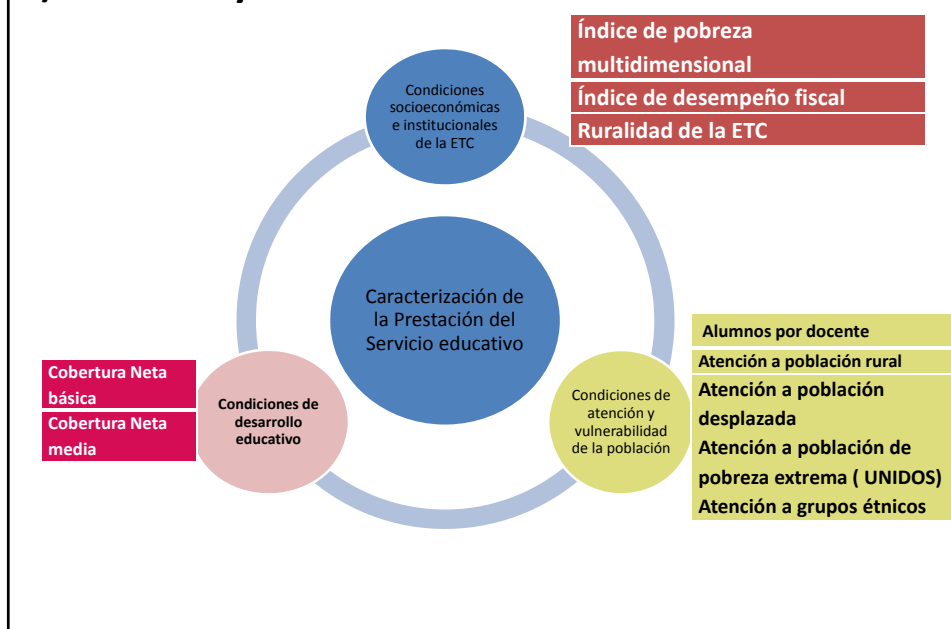 Índice de pobreza
multidimensional
Índice de desempeño fiscal
Ruralidad de la ETC
Condiciones
socioeconómicas
e institucionales
de la ETC
Caracterización de
la Prestación del
Servicio educativo
Alumnos por docente
Atención a población rural
Atención a población
desplazada
Atención a población de
pobreza extrema ( UNIDOS)
Atención a grupos étnicos
Condiciones de
atención y
vulnerabilidad
de la población
Cobertura Neta
básica
Cobertura Neta
media
Condiciones de
desarrollo
educativo